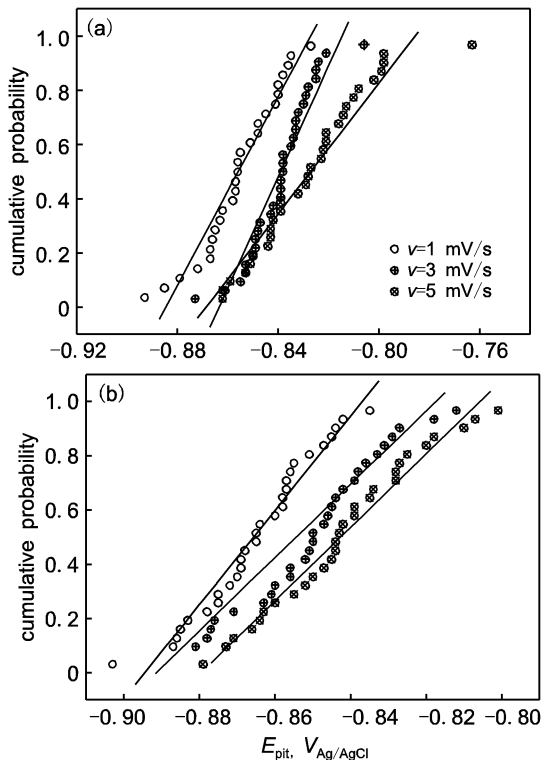 (a)
1.0
0.8
0.6
0.4
0.2
0
cumulative probability
v=1 mV/s
v=3 mV/s
v=5 mV/s
−0.92 −0.88 −0.84 −0.80 −0.76
(b)
1.0
0.8
0.6
0.4
0.2
0
cumulative probability
−0.90 −0.88 −0.86 −0.84 −0.82 −0.80
Epit, VAg/AgCl